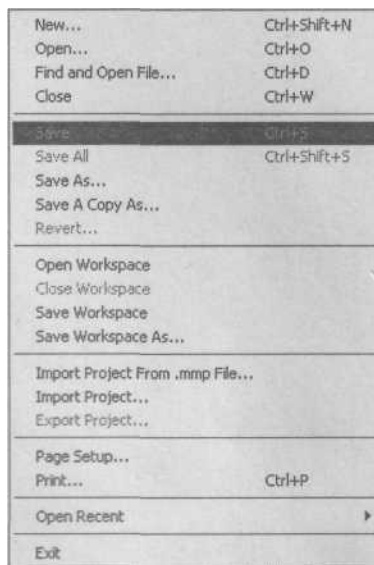 New... Ctrl+Shift+N
Open... Ctrl+O
Find and Open File... Ctrl+D
Close Ctrl+W
Save Ctrl+S
Save All Ctrl+Shift+S
Save As...
Save A Copy As...
Revert...
Open Workspace
Close Workspace
Save Workspace
Save Workspace As...
Import Project From .mmp File...
Import Project...
Export Project...
Page Setup...
Print... Ctrl+P
Open Recent
Exit